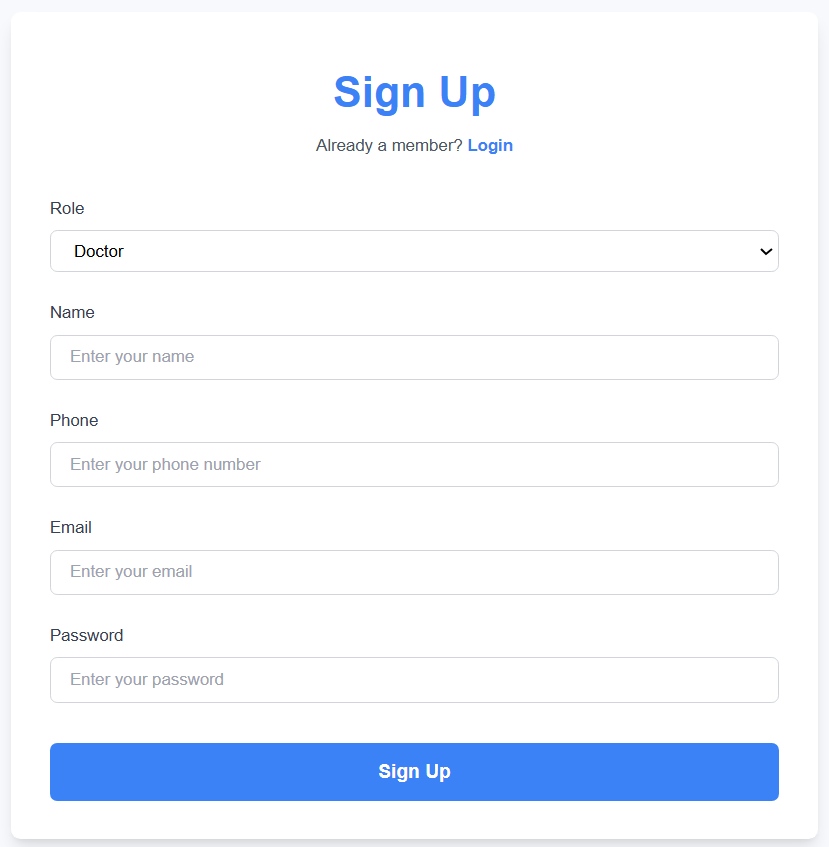 Sign Up
Already a member? Login
Role
Doctor
Name
Enter your name
Phone
Enter your phone number
Email
Enter your email
Password
Enter your password
Sign Up